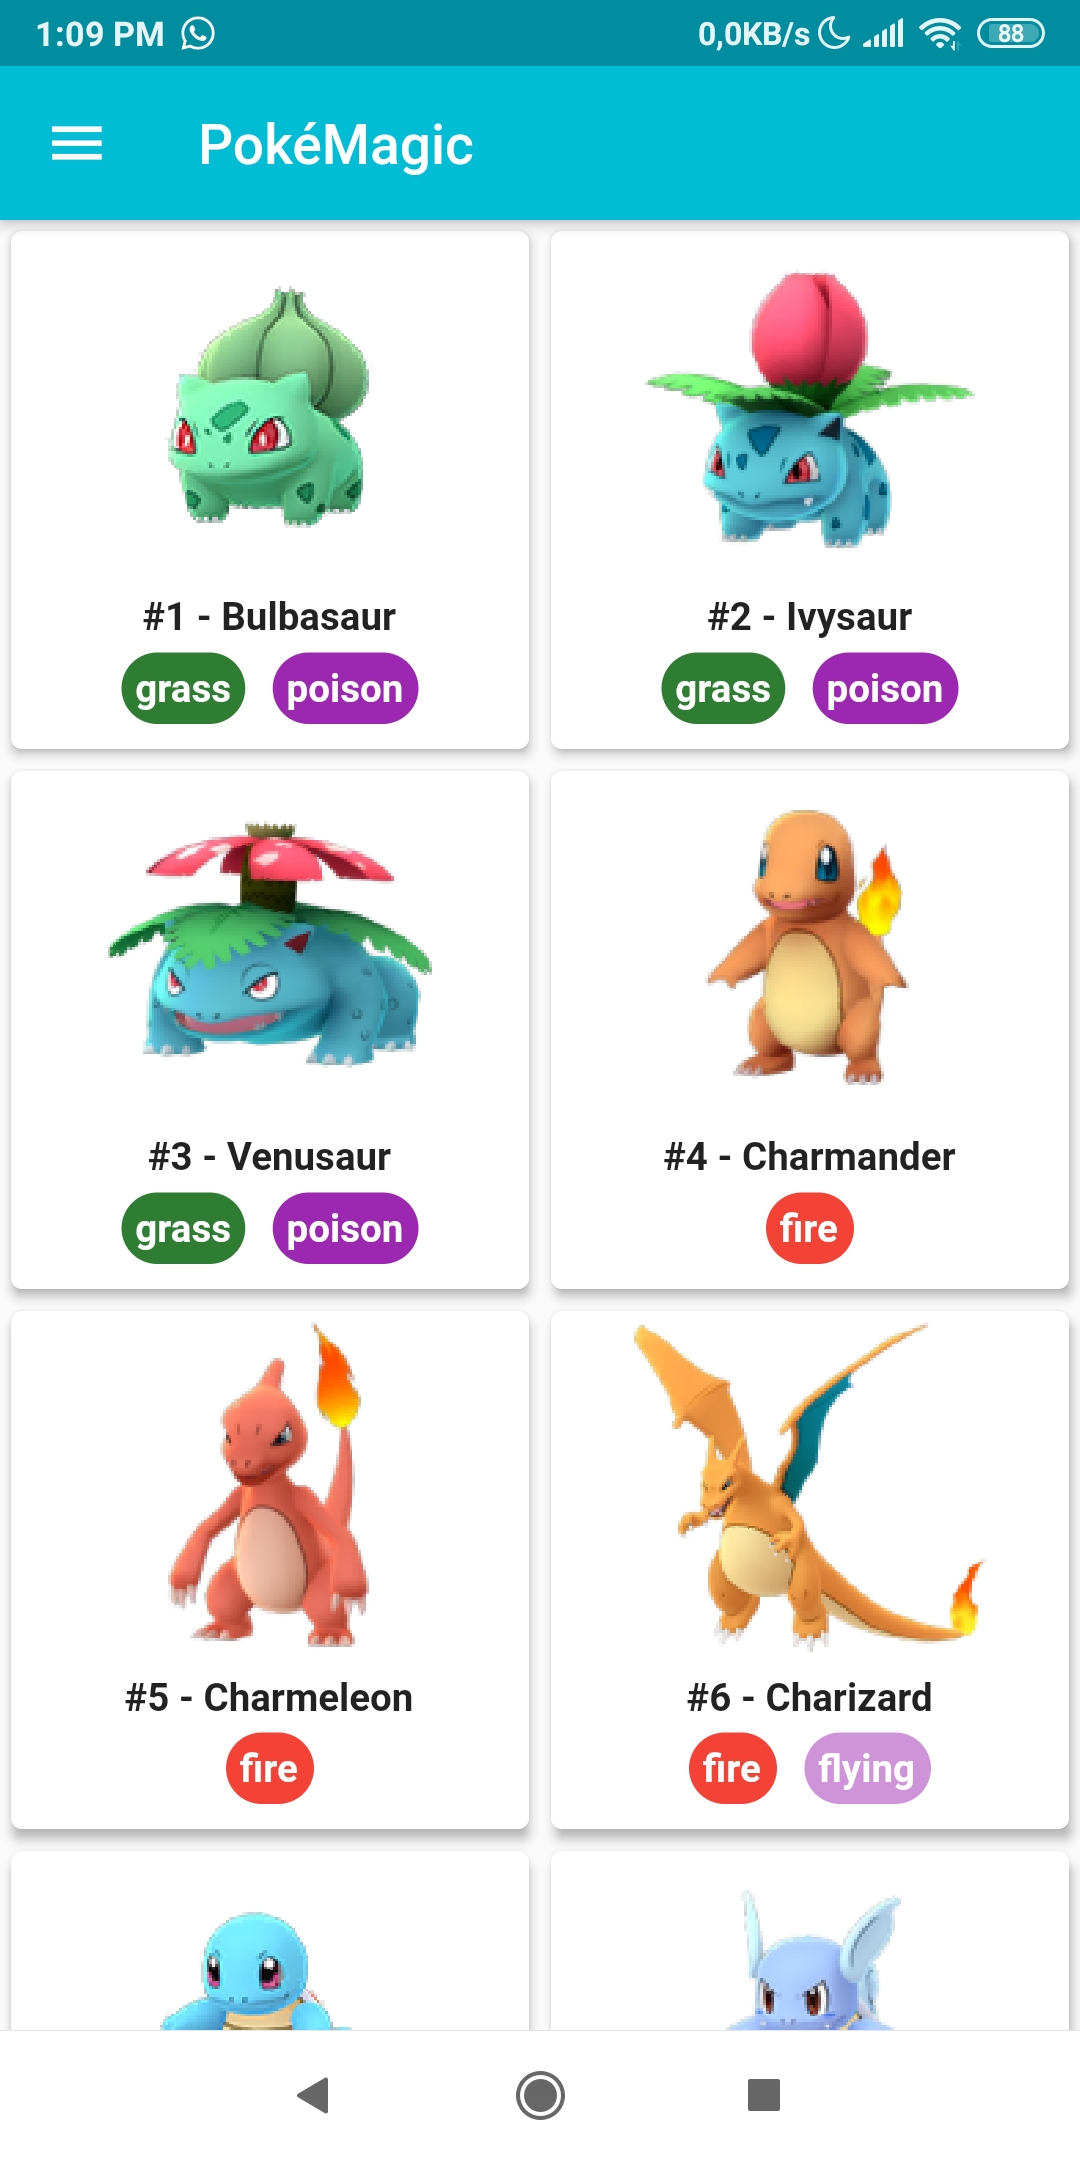 1:09 PM 0,0KB/s 88
PokéMagic
#1 - Bulbasaur
grass poison
#2 - Ivysaur
grass poison
#3 - Venusaur
grass poison
#4 - Charmander
fire
#5 - Charmeleon
fire
#6 - Charizard
fire flying